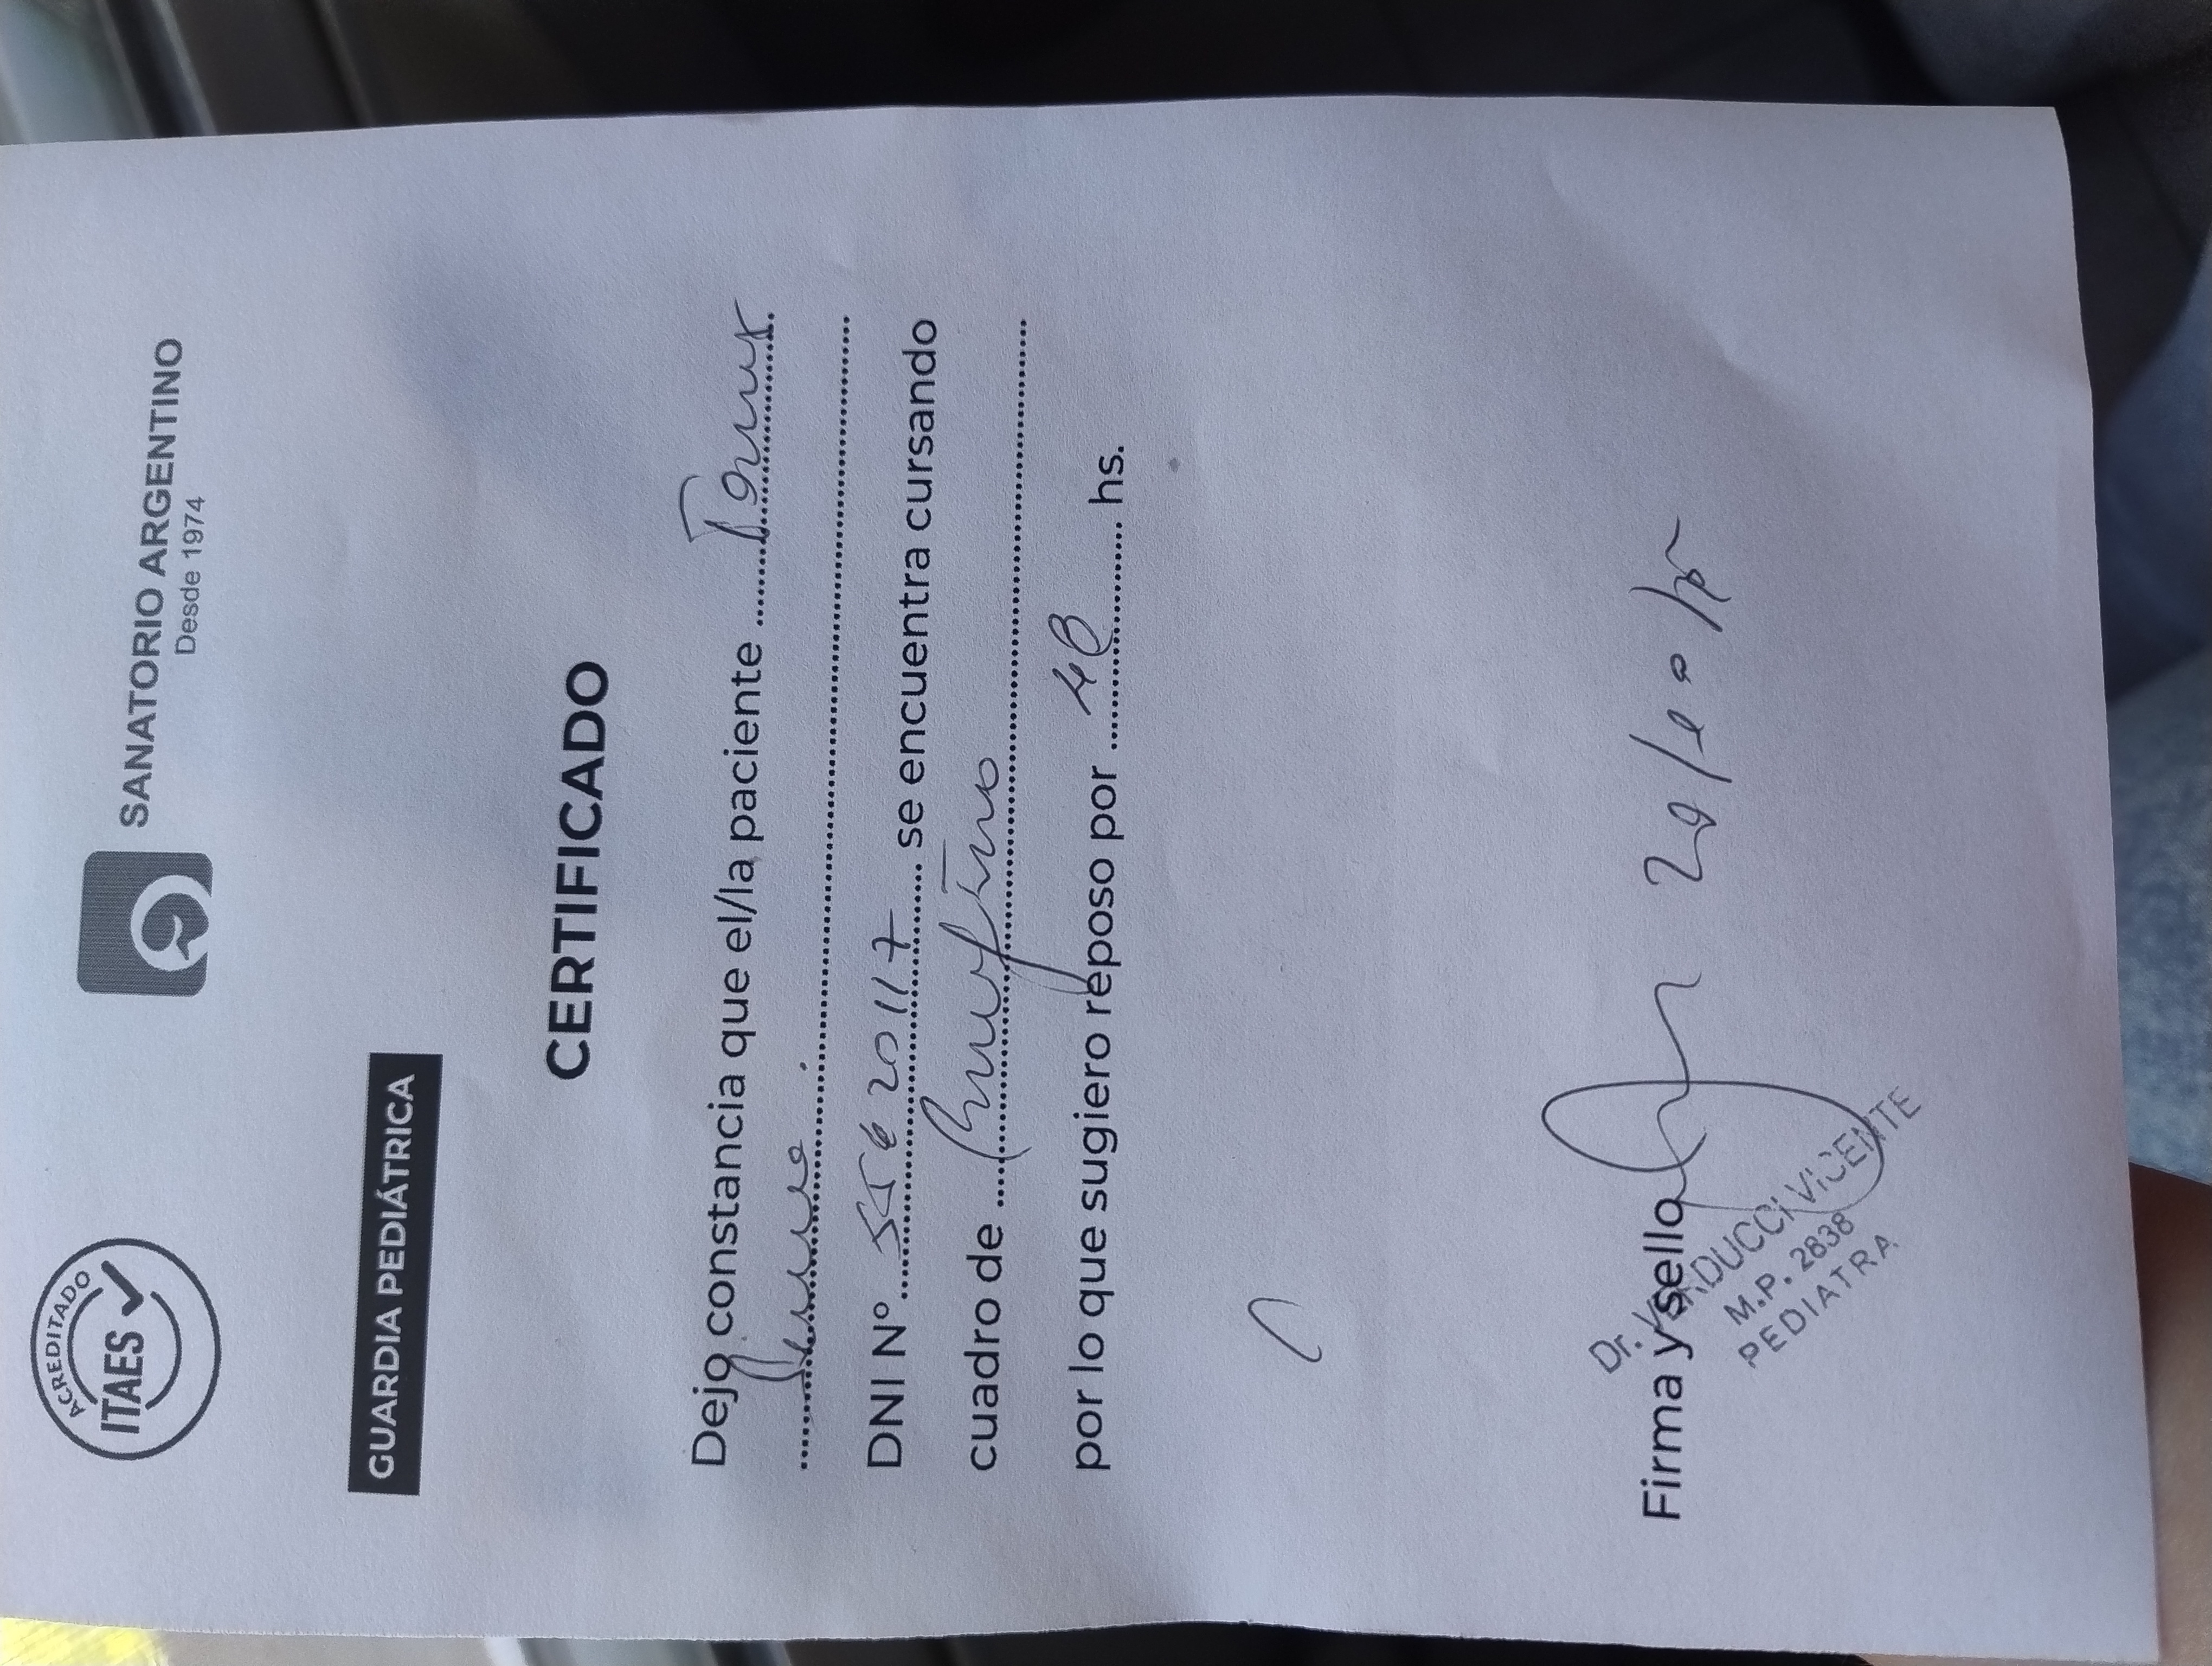 ACREDITADO
ITAES
SANATORIO ARGENTINO
Desde 1974
GUARDIA PEDIÁTRICA
CERTIFICADO
Dejo constancia que el/la paciente
DNI Nº 55620117 se encuentra cursando
cuadro de
por lo que sugiero reposo por 48 hs.
Firma y sello
Dr. VERDUCCI VICENTE
M.P. 2838
PEDIATRA